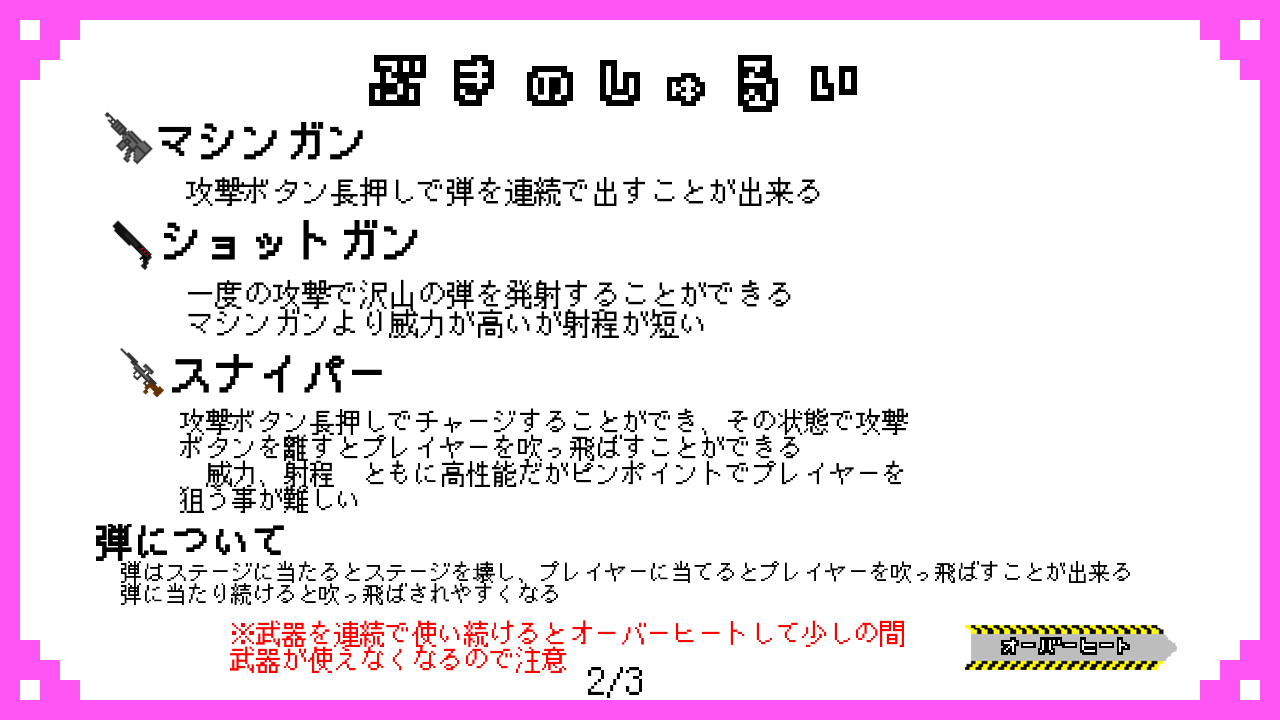 ぶきのしゅるい
マシンガン
攻撃ボタン長押しで弾を連続で出すことが出来る
ショットガン
一度の攻撃で沢山の弾を発射することができる
マシンガンより威力が高いが射程が短い
スナイパー
攻撃ボタン長押しでチャージすることができ、その状態で攻撃
ボタンを離すとプレイヤーを吹っ飛ばすことができる
威力、射程　ともに高性能だがピンポイントでプレイヤーを
狙う事が難しい
弾について
弾はステージに当たるとステージを壊し、プレイヤーに当てるとプレイヤーを吹っ飛ばすことが出来る
弾に当たり続けると吹っ飛ばされやすくなる
※武器を連続で使い続けるとオーバーヒートして少しの間
武器が使えなくなるので注意
オーバーヒート
2/3